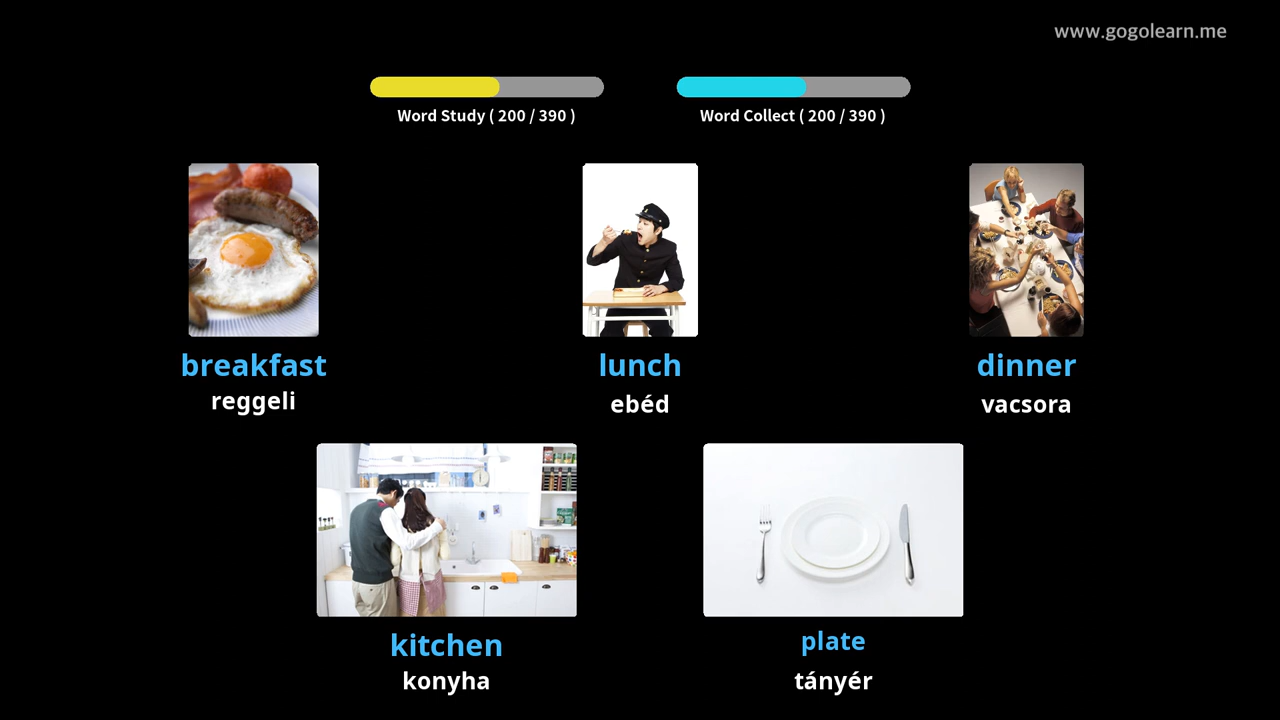 www.gogolearn.me
Word Study ( 200 / 390 )
Word Collect ( 200 / 390 )
breakfast
reggeli
lunch
ebéd
dinner
vacsora
kitchen
konyha
plate
tányér